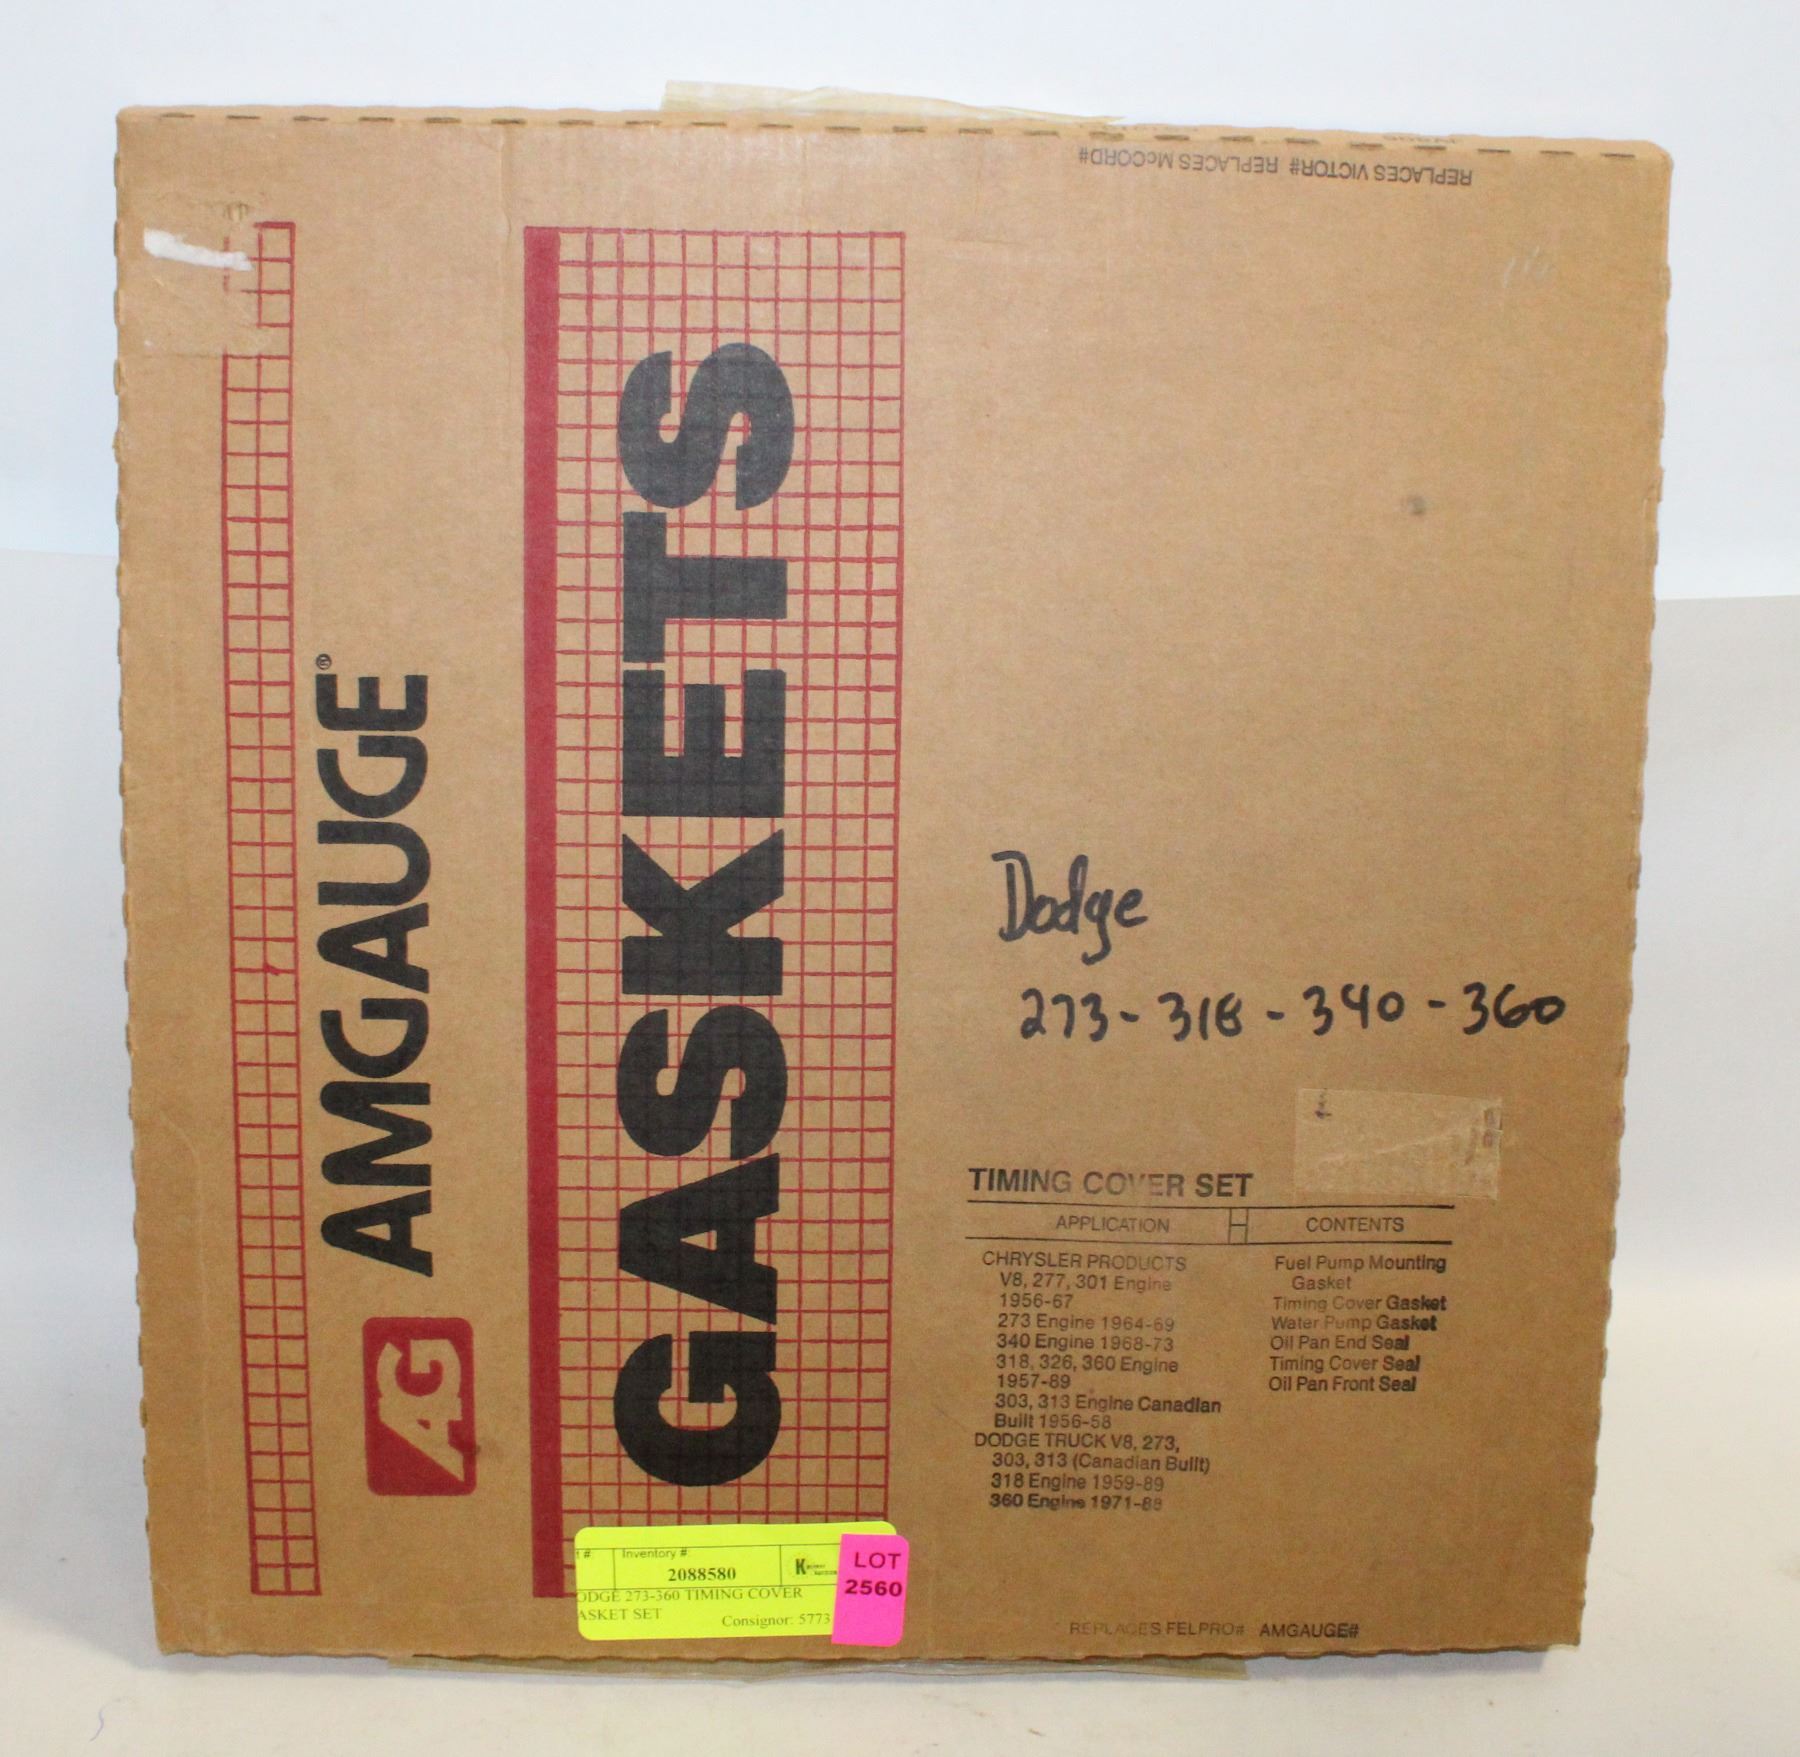 REPLACES VICTOR# REPLACES McCORD#
AG AMGAUGE®
GASKETS
Dodge
273-318-340-360
TIMING COVER SET
APPLICATION
CONTENTS
CHRYSLER PRODUCTS
V8, 277, 301 Engine
1956-67
273 Engine 1964-69
340 Engine 1968-73
318, 326, 360 Engine
1957-89
303, 313 Engine Canadian
Built 1956-58
DODGE TRUCK V8, 273,
303, 313 (Canadian Built)
318 Engine 1959-89
360 Engine 1971-88
Fuel Pump Mounting
Gasket
Timing Cover Gasket
Water Pump Gasket
Oil Pan End Seal
Timing Cover Seal
Oil Pan Front Seal
#: Inventory #:
2088580
ODGE 273-360 TIMING COVER
ASKET SET
Consignor: 5773
LOT
2560
REPLACES FELPRO# AMGAUGE#